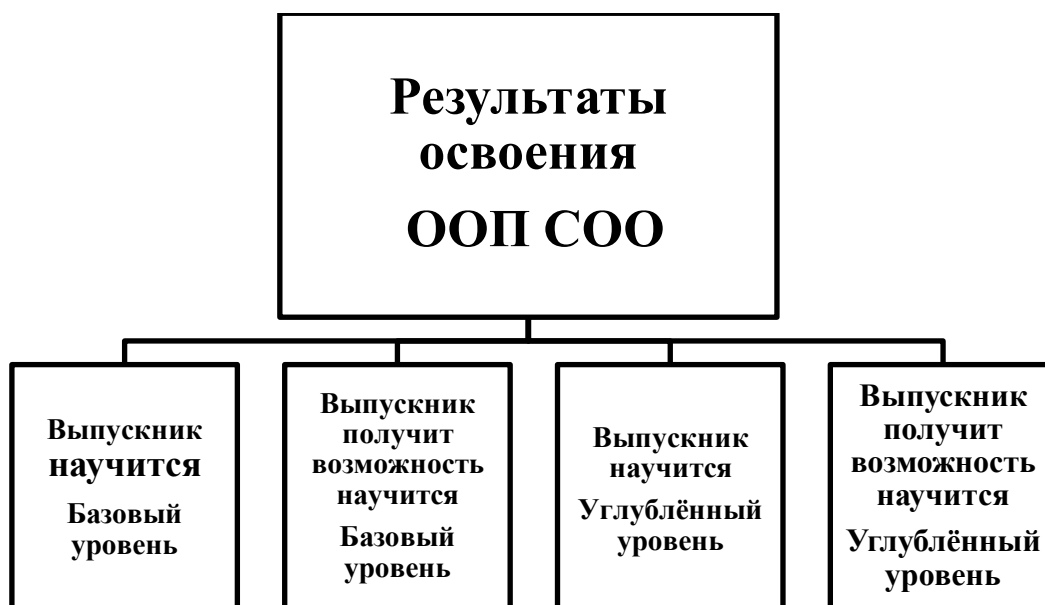 Результаты
освоения
ООП СОО
Выпускник
научится
Базовый
уровень
Выпускник
получит
возможность
научится
Базовый
уровень
Выпускник
научится
Углублённый
уровень
Выпускник
получит
возможность
научится
Углублённый
уровень